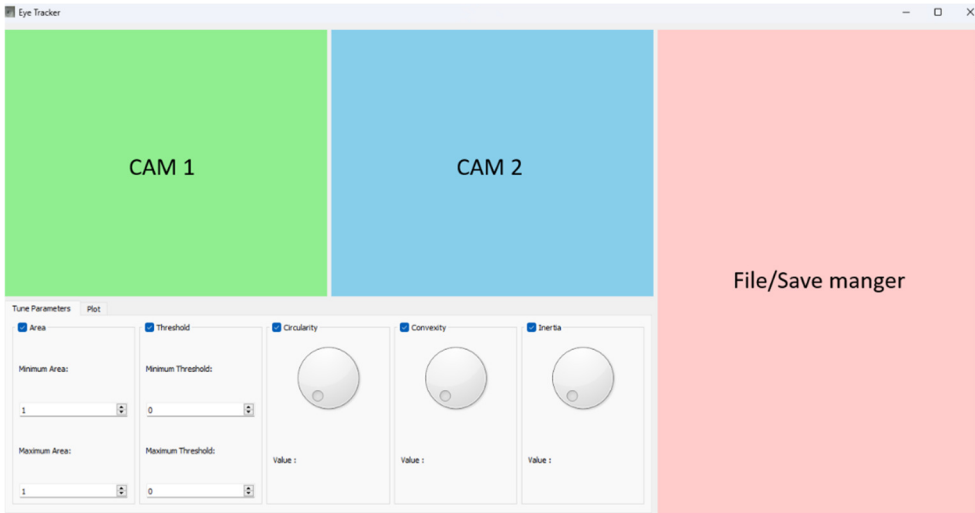 Eye Tracker
CAM 1
CAM 2
File/Save manger
Tune Parameters Plot
Area
Minimum Area:
1
Maximum Area:
1
Threshold
Minimum Threshold:
0
Maximum Threshold:
0
Circularity
Value :
Convexity
Value :
Inertia
Value :